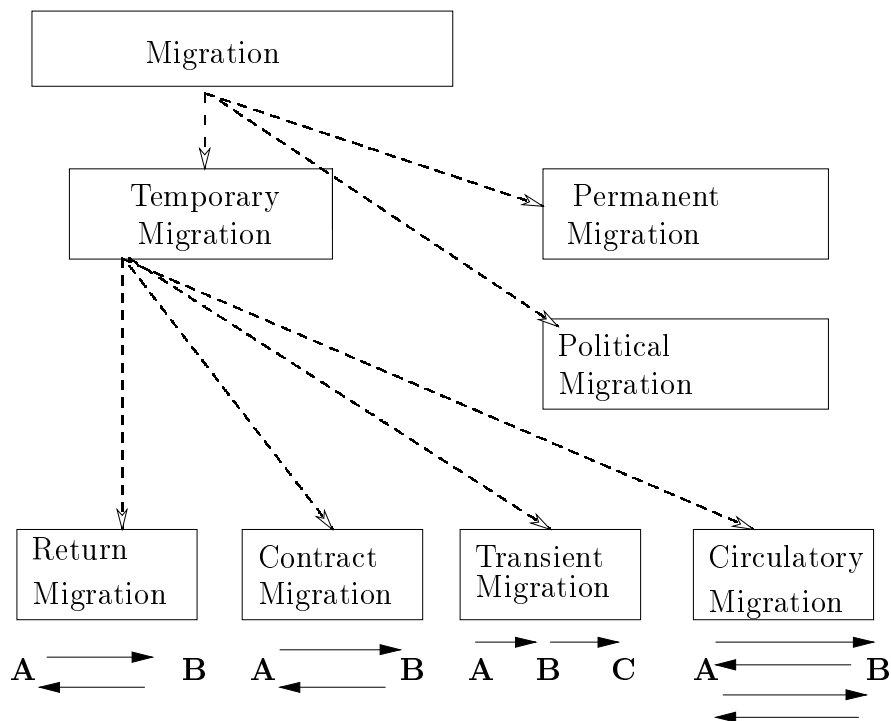 Migration
Temporary
Migration
Permanent
Migration
Political
Migration
Return
Migration
Contract
Migration
Transient
Migration
Circulatory
Migration
A B
A B
A B C
A B